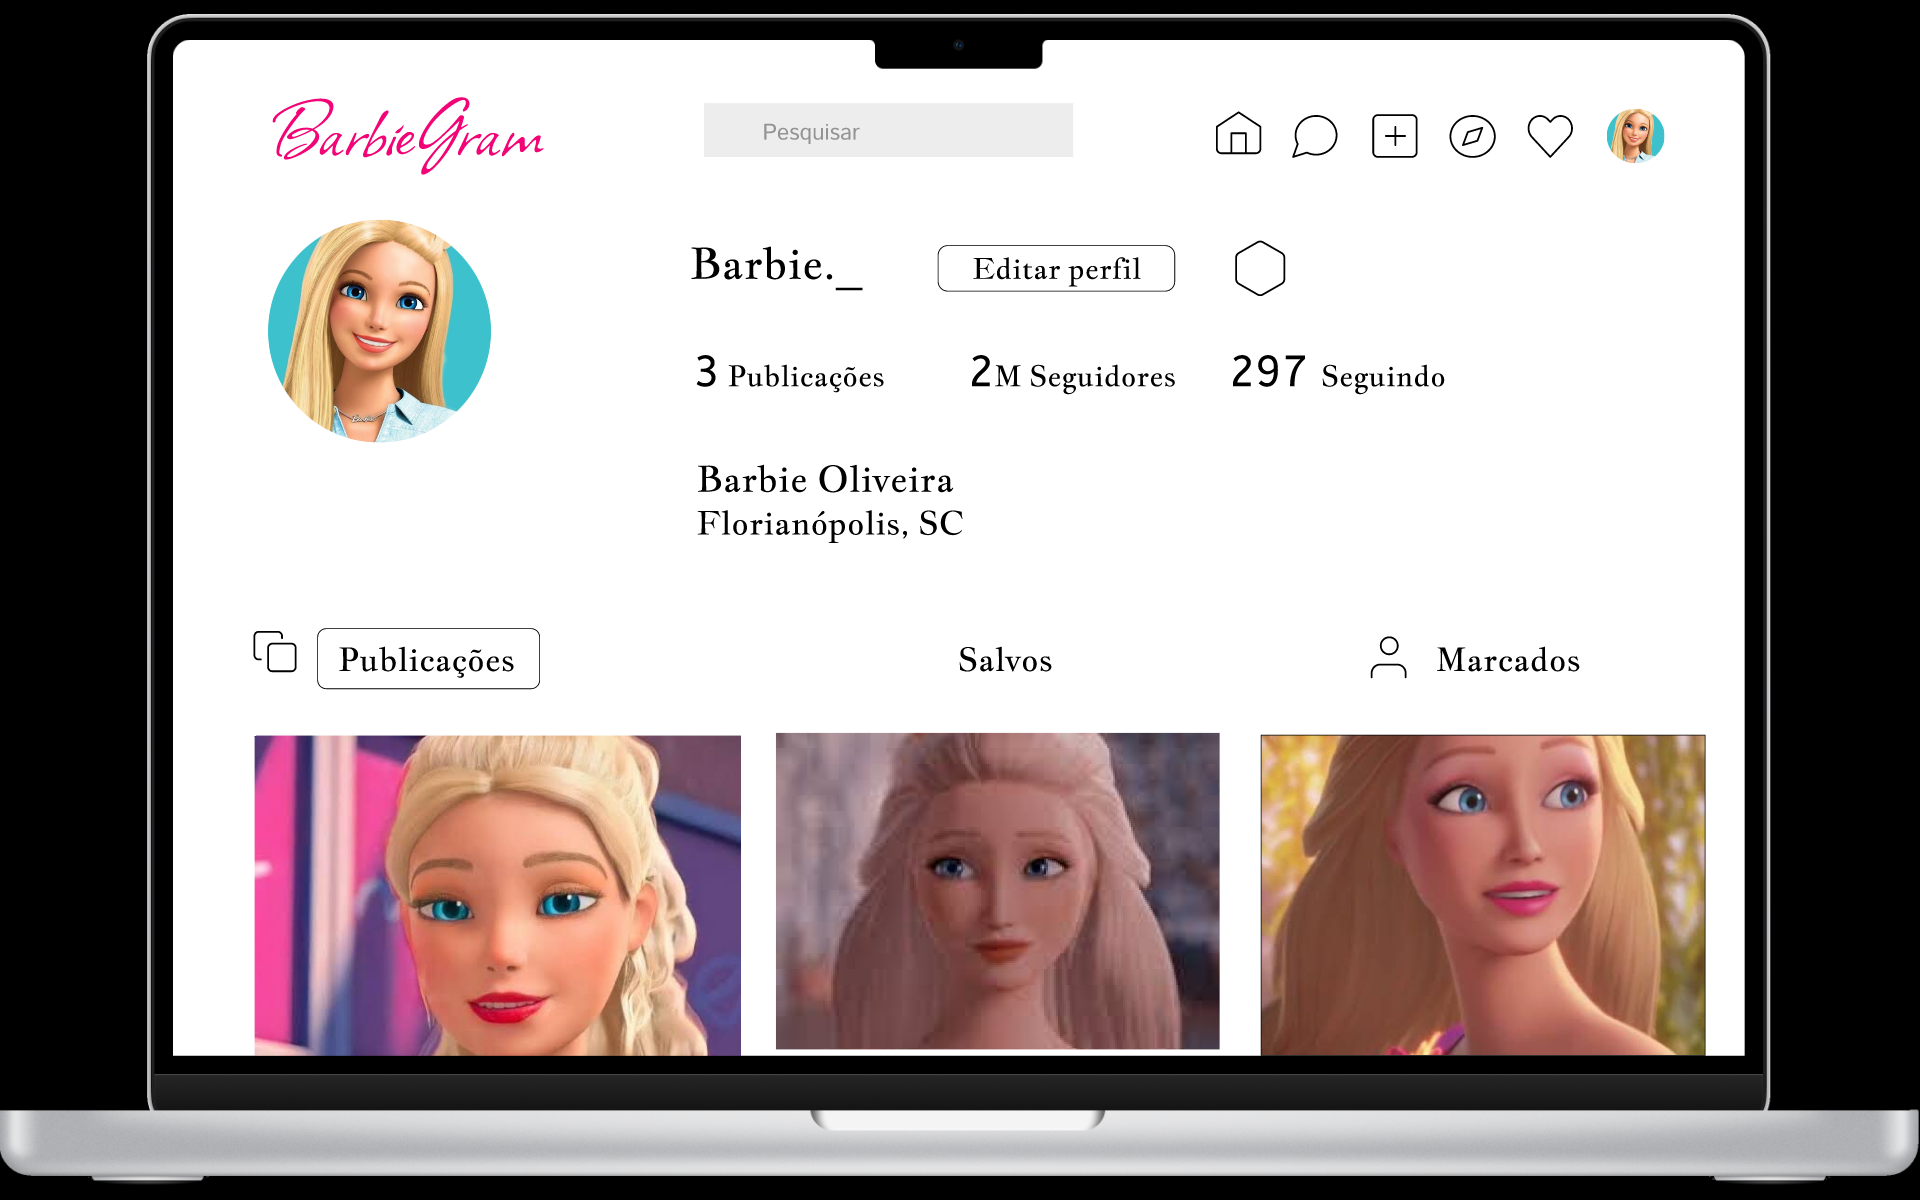 BarbieGram
Pesquisar
Barbie._
Editar perfil
3 Publicações
2M Seguidores
297 Seguindo
Barbie Oliveira
Florianópolis, SC
Publicações
Salvos
Marcados